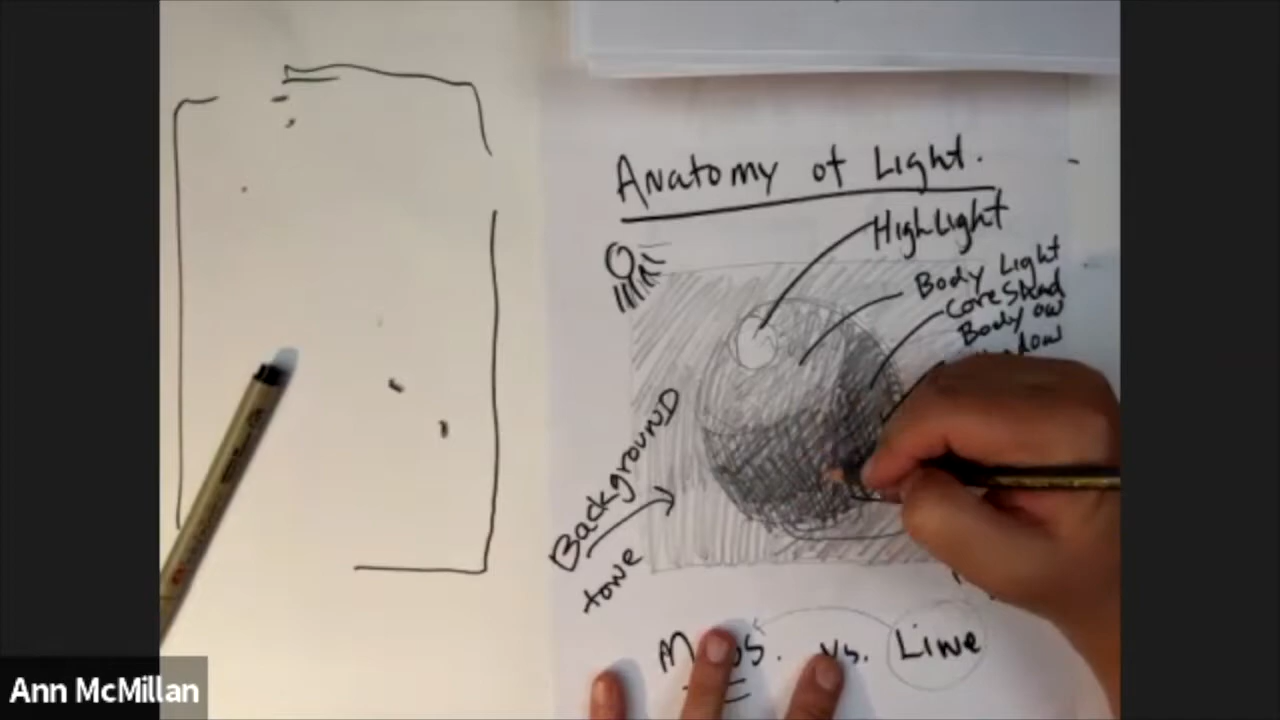 Anatomy of Light.
HighLight
Body Light
Core Shad
Body ow
Background
tone
vs. Line
Ann McMillan